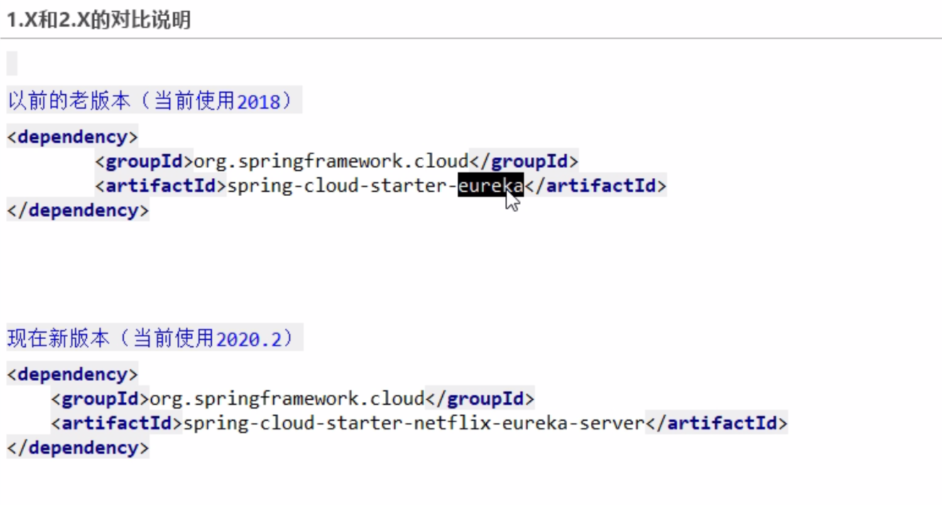 1.X和2.X的对比说明
以前的老版本（当前使用2018）
<dependency>
<groupId>org.springframework.cloud</groupId>
<artifactId>spring-cloud-starter-eureka</artifactId>
</dependency>
现在新版本（当前使用2020.2）
<dependency>
<groupId>org.springframework.cloud</groupId>
<artifactId>spring-cloud-starter-netflix-eureka-server</artifactId>
</dependency>